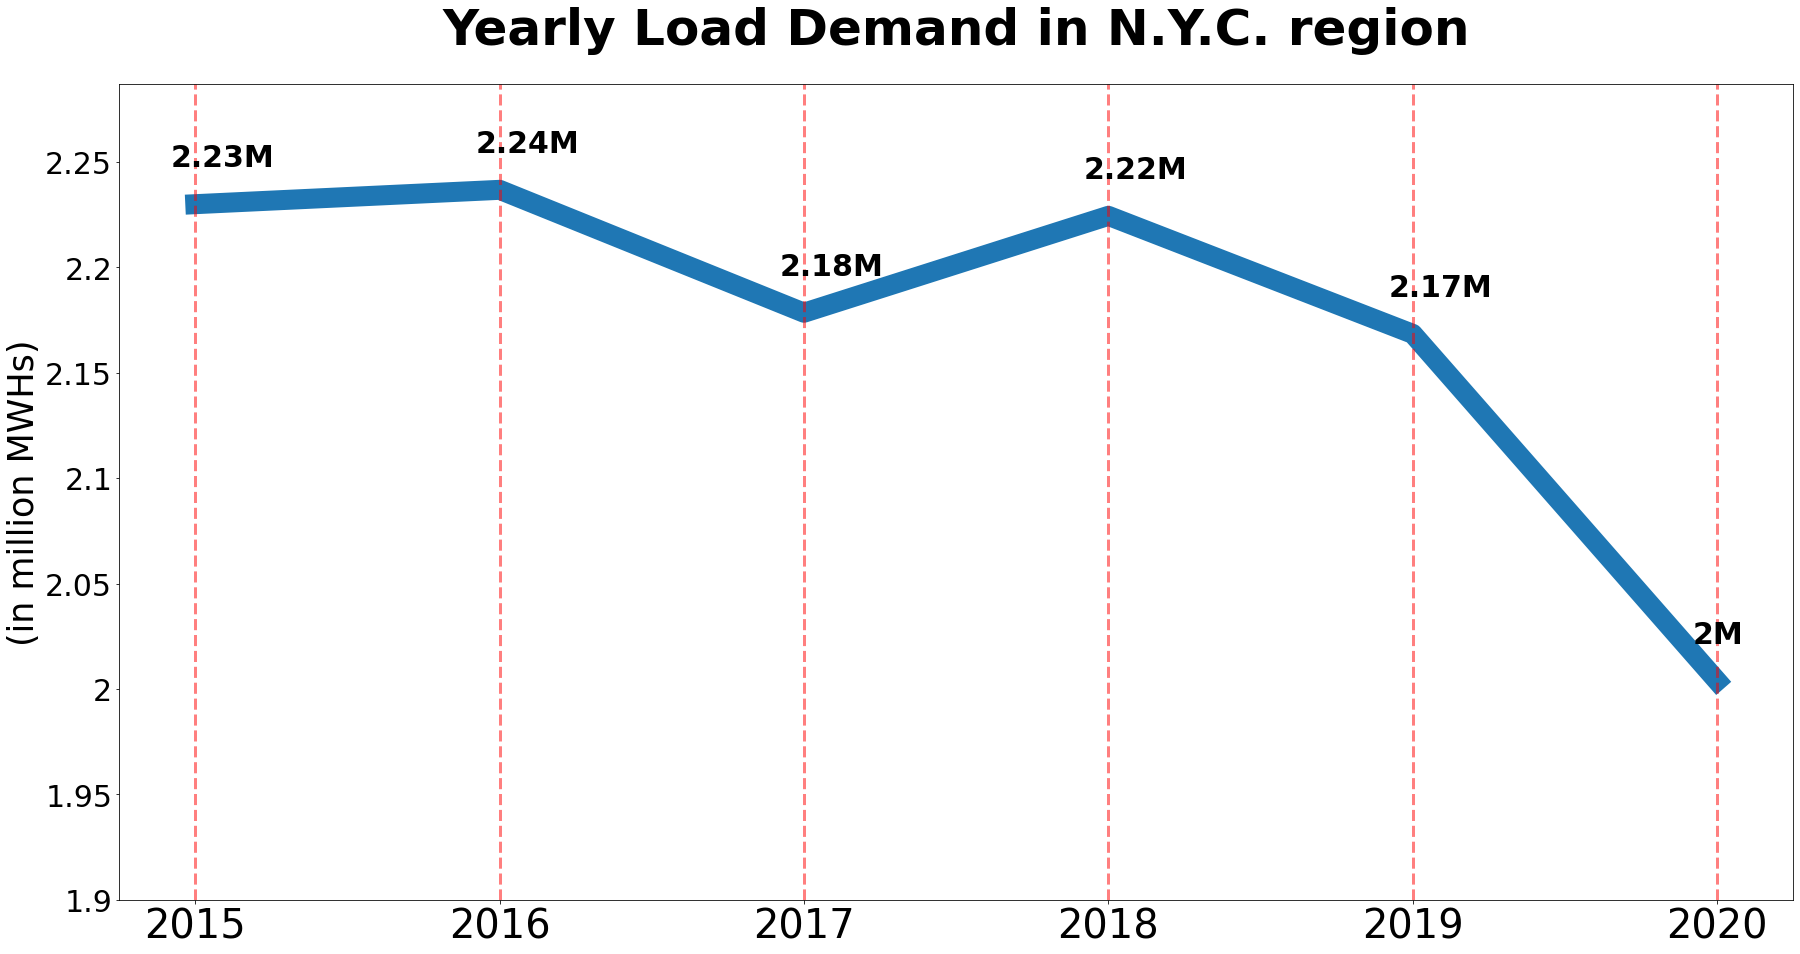 Yearly Load Demand in N.Y.C. region
(in million MWHs)
2.25
2.2
2.15
2.1
2.05
2
1.95
1.9
2.23M
2.24M
2.18M
2.22M
2.17M
2M
2015 2016 2017 2018 2019 2020